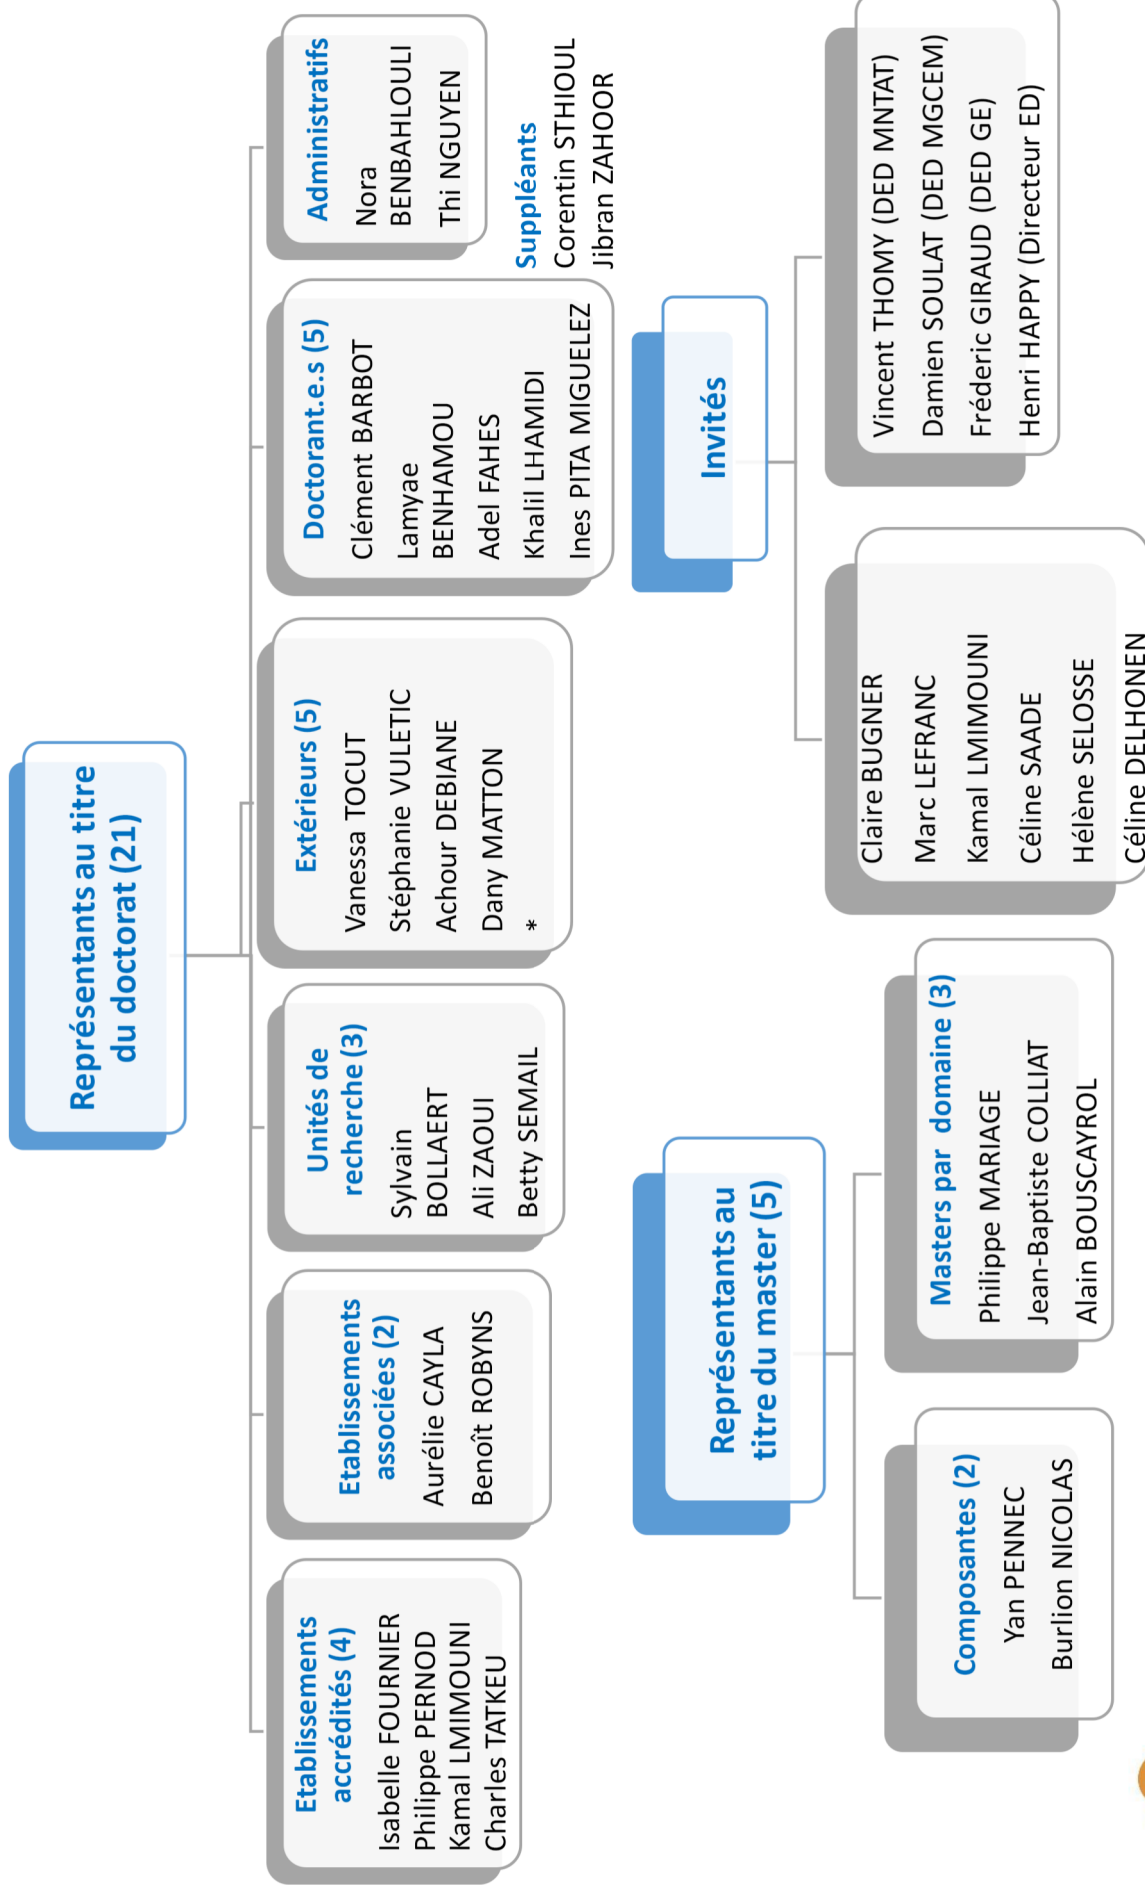 Représentants au titre
du doctorat (21)
Etablissements
accrédités (4)
Isabelle FOURNIER
Philippe PERNOD
Kamal LMIMOUNI
Charles TATKEU
Etablissements
associées (2)
Aurélie CAYLA
Benoît ROBYNS
Unités de
recherche (3)
Sylvain
BOLLAERT
Ali ZAOUI
Betty SEMAIL
Extérieurs (5)
Vanessa TOCUT
Stéphanie VULETIC
Achour DEBIANE
Dany MATTON
*
Doctorant.e.s (5)
Clément BARBOT
Lamyae
BENHAMOU
Adel FAHES
Khalil LHAMIDI
Ines PITA MIGUELEZ
Administratifs
Nora
BENBAHLOULI
Thi NGUYEN
Suppléants
Corentin STHIOUL
Jibran ZAHOOR
Représentants au
titre du master (5)
Composantes (2)
Yan PENNEC
Burlion NICOLAS
Masters par domaine (3)
Philippe MARIAGE
Jean-Baptiste COLLIAT
Alain BOUSCAYROL
Invités
Claire BUGNER
Marc LEFRANC
Kamal LMIMOUNI
Céline SAADE
Hélène SELOSSE
Céline DELHONEN
Vincent THOMY (DED MNTAT)
Damien SOULAT (DED MGCEM)
Fréderic GIRAUD (DED GE)
Henri HAPPY (Directeur ED)